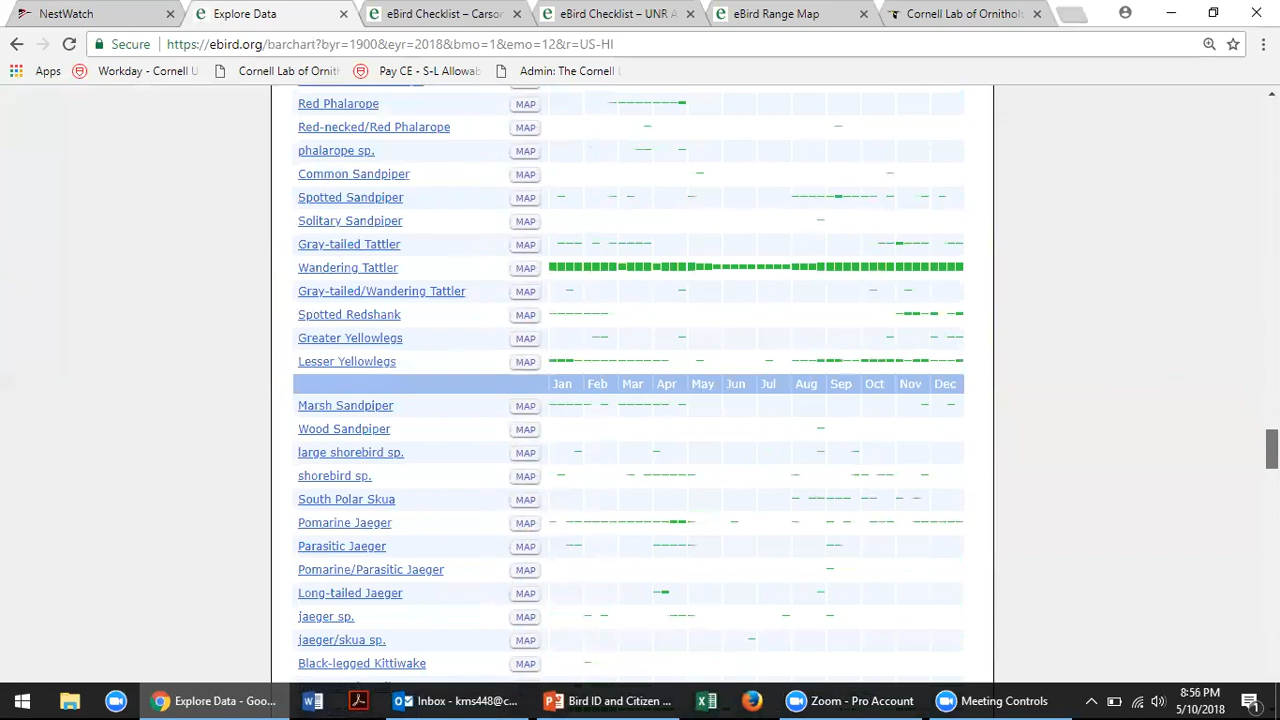 NestWatch
Explore Data
eBird Checklist – Carso
eBird Checklist – UNR A
eBird Range Map
Cornell Lab of Ornithol
Secure https://ebird.org/barchart?byr=1900&eyr=2018&bmo=1&emo=12&r=US-HI
Apps Workday - Cornell U Cornell Lab of Ornith Pay CE - S-L Allowab Admin: The Cornell L
Red Phalarope MAP
Red-necked/Red Phalarope MAP
phalarope sp. MAP
Common Sandpiper MAP
Spotted Sandpiper MAP
Solitary Sandpiper MAP
Gray-tailed Tattler MAP
Wandering Tattler MAP
Gray-tailed/Wandering Tattler MAP
Spotted Redshank MAP
Greater Yellowlegs MAP
Lesser Yellowlegs MAP
Jan Feb Mar Apr May Jun Jul Aug Sep Oct Nov Dec
Marsh Sandpiper MAP
Wood Sandpiper MAP
large shorebird sp. MAP
shorebird sp. MAP
South Polar Skua MAP
Pomarine Jaeger MAP
Parasitic Jaeger MAP
Pomarine/Parasitic Jaeger MAP
Long-tailed Jaeger MAP
jaeger sp. MAP
jaeger/skua sp. MAP
Black-legged Kittiwake MAP
Explore Data - Goo...
Inbox - kms448@c...
Bird ID and Citizen ...
Zoom - Pro Account
Meeting Controls
8:56 PM
5/10/2018